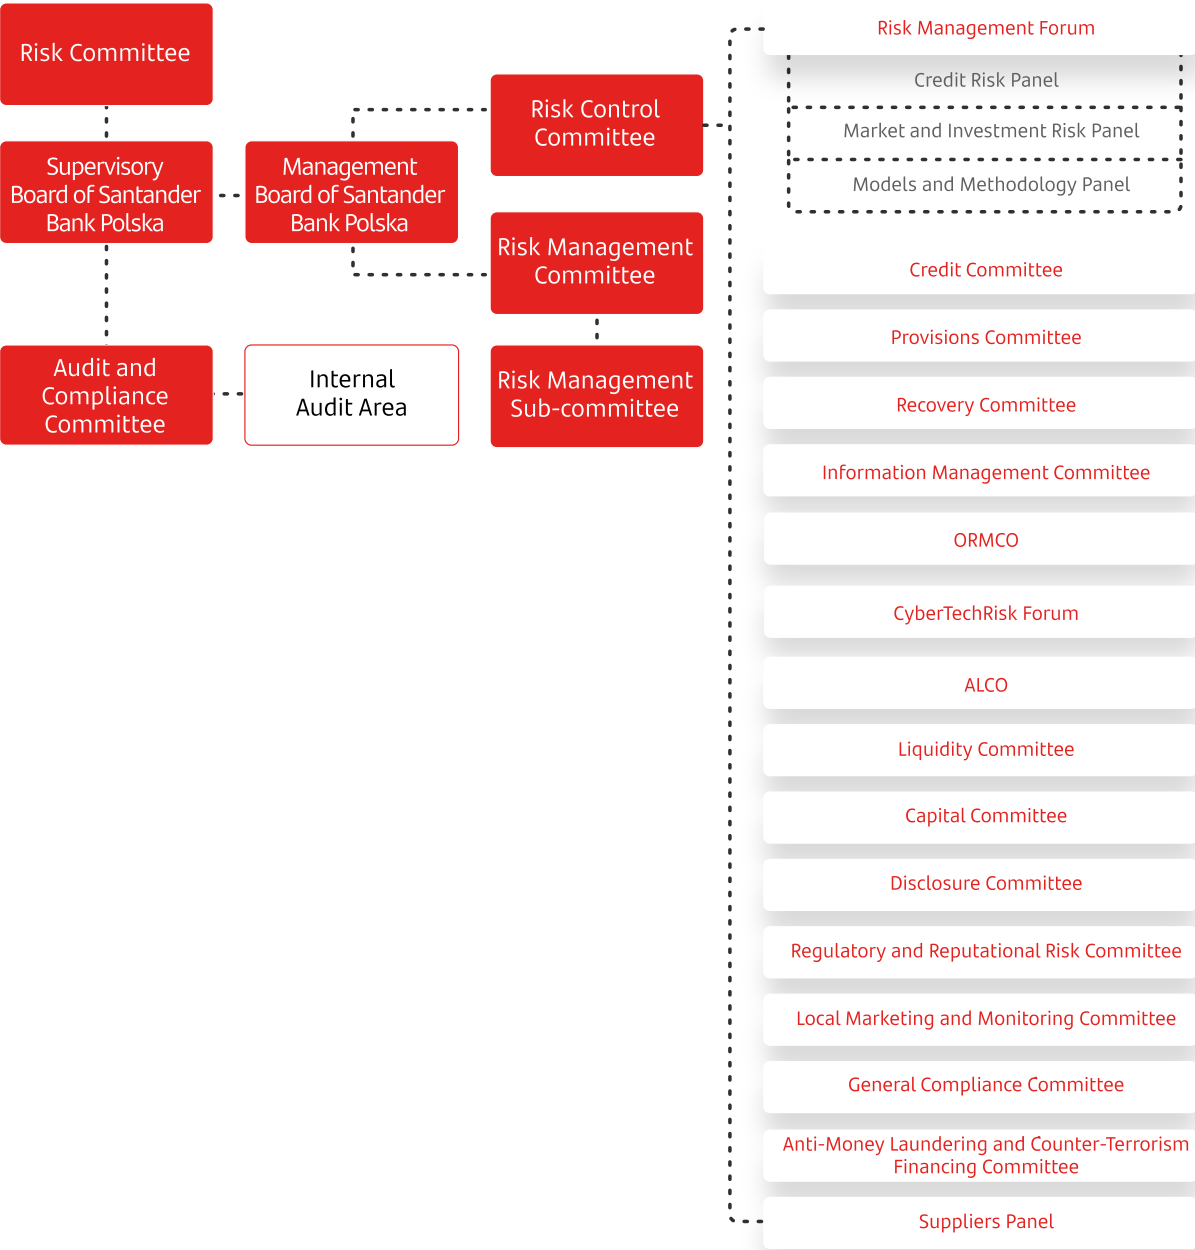 Risk Committee
Supervisory
Board of Santander
Bank Polska
Management
Board of Santander
Bank Polska
Audit and
Compliance
Committee
Internal
Audit Area
Risk Control
Committee
Risk Management
Committee
Risk Management
Sub-committee
Risk Management Forum
Credit Risk Panel
Market and Investment Risk Panel
Models and Methodology Panel
Credit Committee
Provisions Committee
Recovery Committee
Information Management Committee
ORMCO
CyberTechRisk Forum
ALCO
Liquidity Committee
Capital Committee
Disclosure Committee
Regulatory and Reputational Risk Committee
Local Marketing and Monitoring Committee
General Compliance Committee
Anti-Money Laundering and Counter-Terrorism
Financing Committee
Suppliers Panel